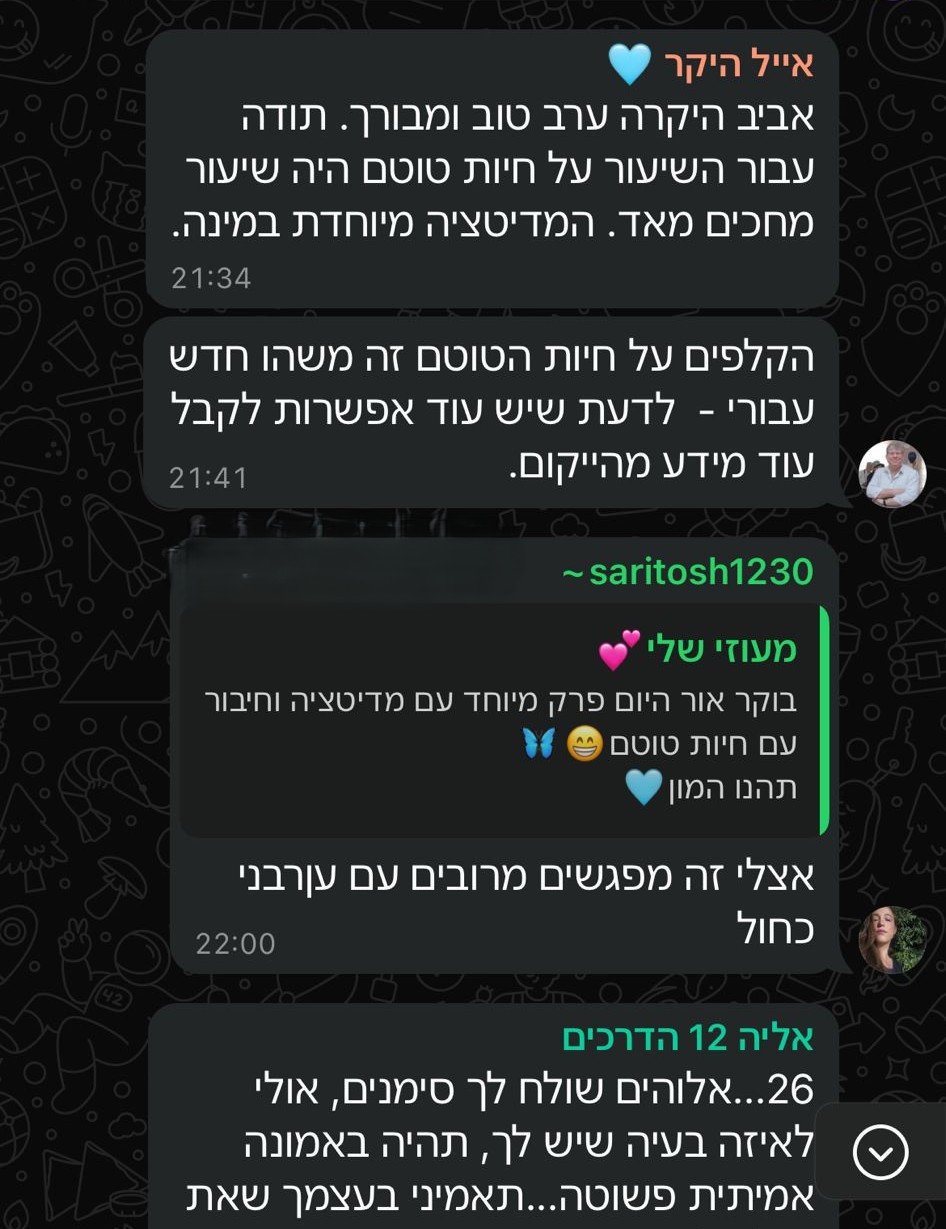 אייל היקר 🩵
אביב היקרה ערב טוב ומבורך. תודה
עבור השיעור על חיות טוטם היה שיעור
מחכים מאד. המדיטציה מיוחדת במינה.
21:34
הקלפים על חיות הטוטם זה משהו חדש
עבורי - לדעת שיש עוד אפשרות לקבל
עוד מידע מהייקום.
21:41
~saritosh1230
מעוזי שלי💕
בוקר אור היום פרק מיוחד עם מדיטציה וחיבור
עם חיות טוטם😁🦋
תהנו המון🩵
אצלי זה מפגשים מרובים עם עןרבני
כחול
22:00
אליה 12 הדרכים
26...אלוהים שולח לך סימנים, אולי
לאיזה בעיה שיש לך, תהיה באמונה
אמיתית פשוטה...תאמיני בעצמך שאת